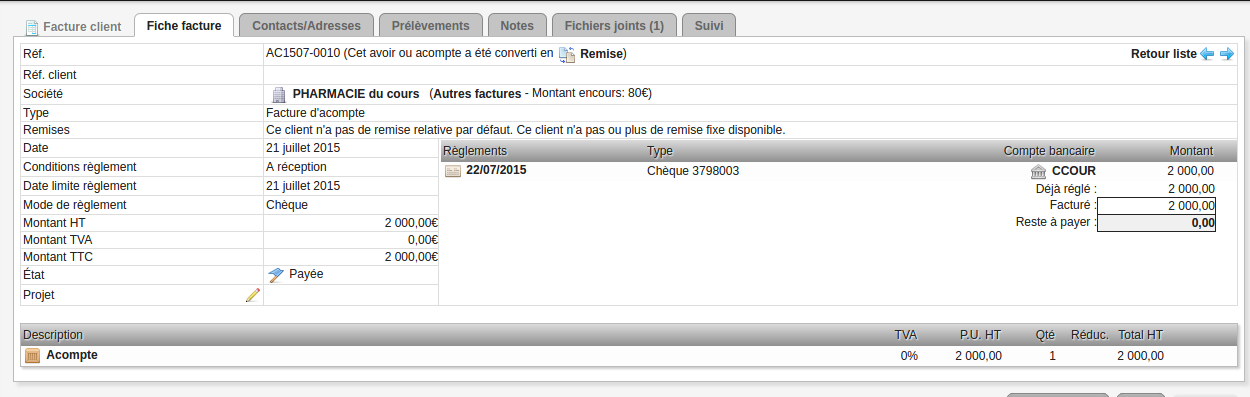 Facture client Fiche facture Contacts/Adresses Prélèvements Notes Fichiers joints (1) Suivi
Réf. AC1507-0010 (Cet avoir ou acompte a été converti en Remise) Retour liste
Réf. client
Société PHARMACIE du cours (Autres factures - Montant encours: 80€)
Type Facture d'acompte
Remises Ce client n'a pas de remise relative par défaut. Ce client n'a pas ou plus de remise fixe disponible.
Date 21 juillet 2015 Règlements Type Compte bancaire Montant
Conditions règlement A réception 22/07/2015 Chèque 3798003 CCOUR 2 000,00
Date limite règlement 21 juillet 2015 Déjà réglé : 2 000,00
Mode de règlement Chèque Facturé : 2 000,00
Montant HT 2 000,00€ Reste à payer : 0,00
Montant TVA 0,00€
Montant TTC 2 000,00€
État Payée
Projet
Description TVA P.U. HT Qté Réduc. Total HT
Acompte 0% 2 000,00 1 2 000,00